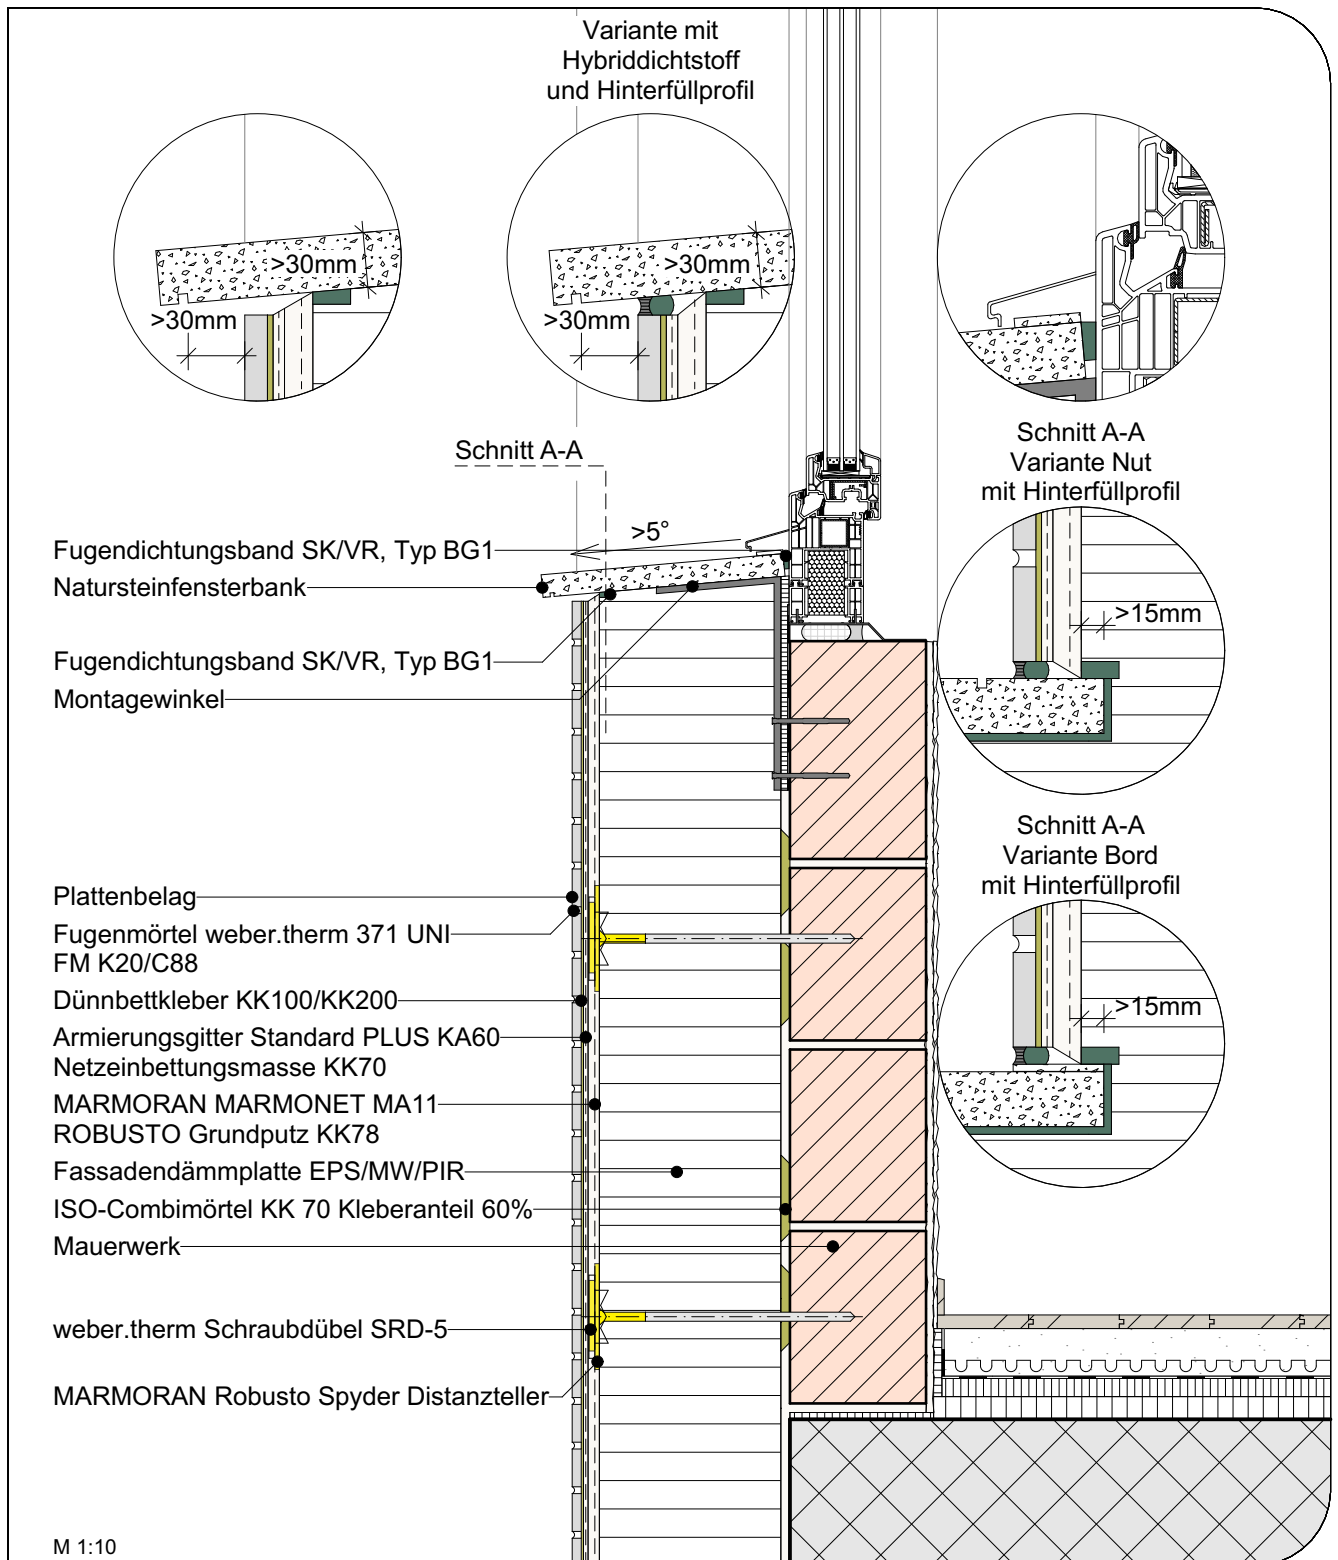 Variante mit
Hybriddichtstoff
und Hinterfüllprofil
>30mm
>30mm
>30mm
>30mm
Schnitt A-A
Schnitt A-A
Variante Nut
mit Hinterfüllprofil
>5°
Fugendichtungsband SK/VR, Typ BG1
Natursteinfensterbank
>15mm
Fugendichtungsband SK/VR, Typ BG1
Montagewinkel
Schnitt A-A
Variante Bord
mit Hinterfüllprofil
>15mm
Plattenbelag
Fugenmörtel weber.therm 371 UNI
FM K20/C88
Dünnbettkleber KK100/KK200
Armierungsgitter Standard PLUS KA60
Netzeinbettungsmasse KK70
MARMORAN MARMONET MA11
ROBUSTO Grundputz KK78
Fassadendämmplatte EPS/MW/PIR
ISO-Combimörtel KK 70 Kleberanteil 60%
Mauerwerk
weber.therm Schraubdübel SRD-5
MARMORAN Robusto Spyder Distanzteller
M 1:10